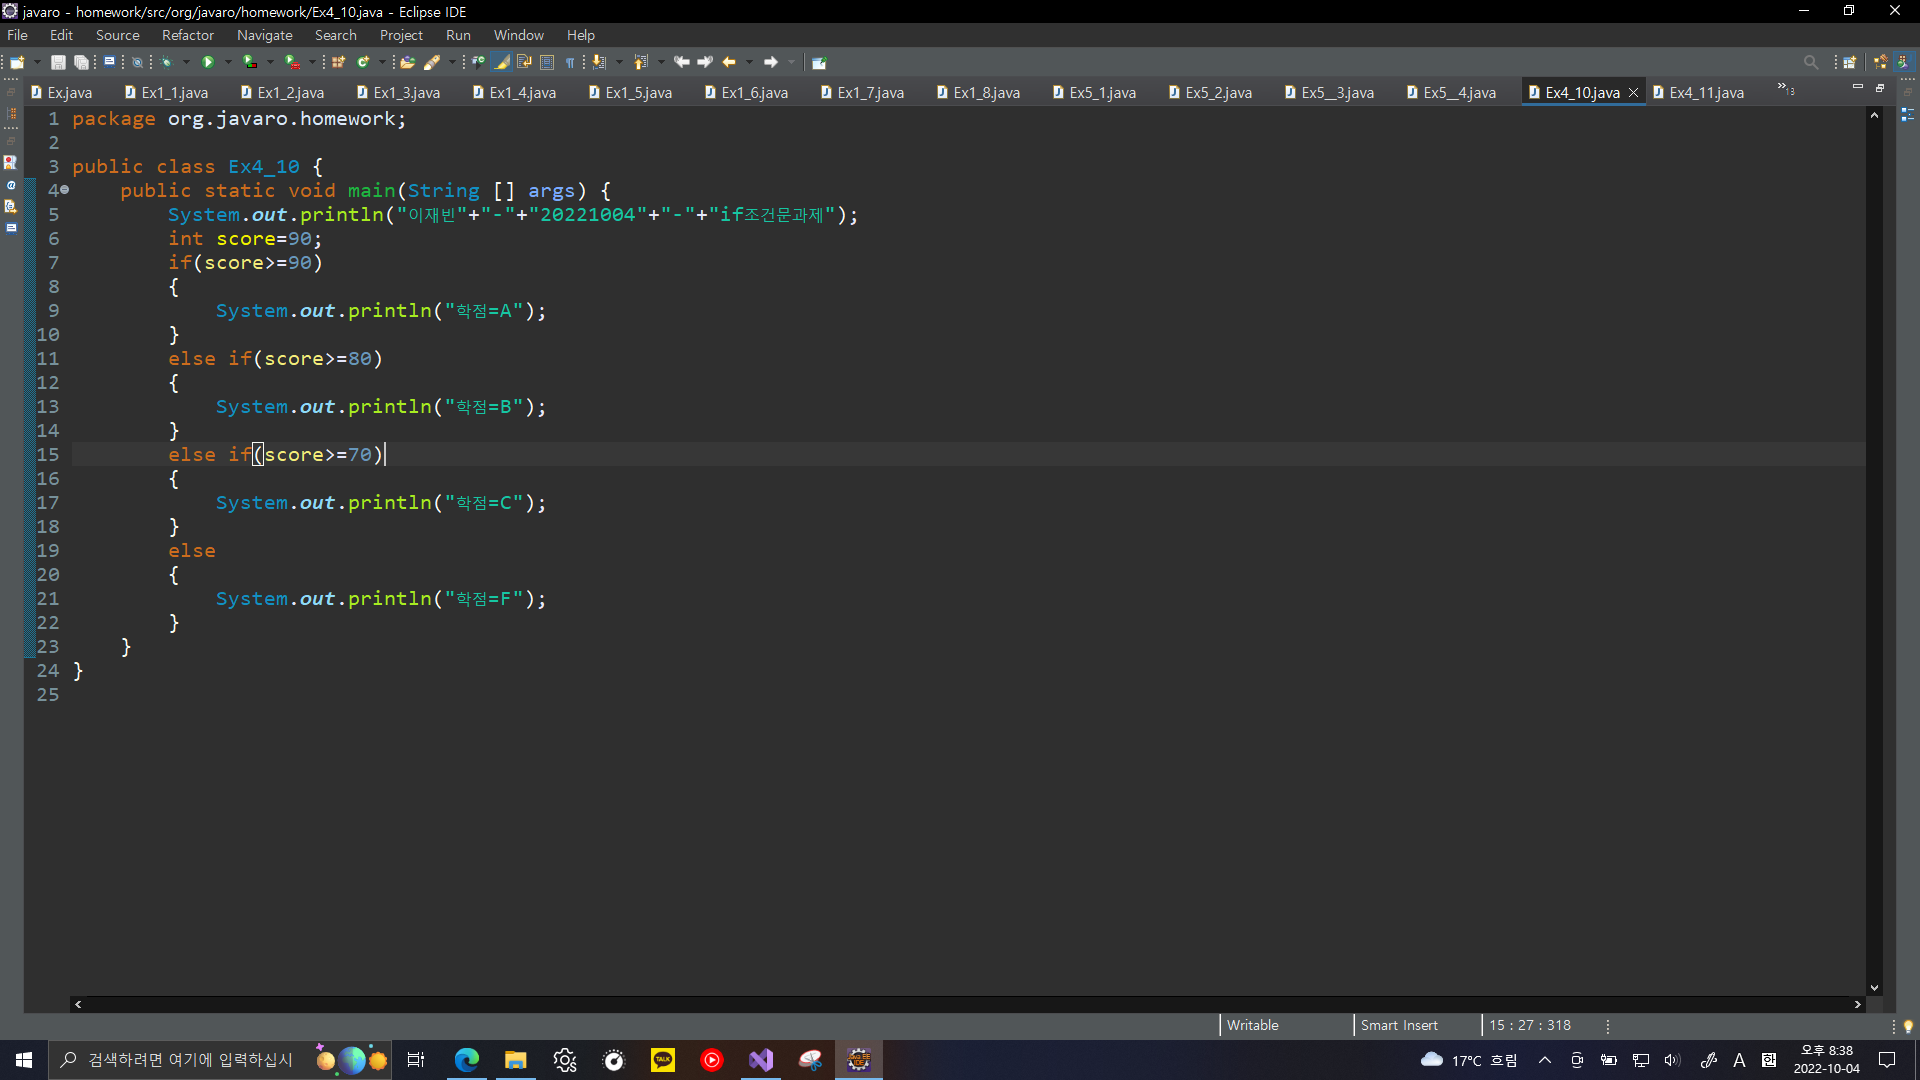 javaro - homework/src/org/javaro/homework/Ex4_10.java - Eclipse IDE
File Edit Source Refactor Navigate Search Project Run Window Help
Ex.java Ex1_1.java Ex1_2.java Ex1_3.java Ex1_4.java Ex1_5.java Ex1_6.java Ex1_7.java Ex1_8.java Ex5_1.java Ex5_2.java Ex5__3.java Ex5__4.java Ex4_10.java Ex4_11.java »13
1 package org.javaro.homework;
2
3 public class Ex4_10 {
4 public static void main(String [] args) {
5 System.out.println("이재빈"+"-"+"20221004"+"-"+"if조건문과제");
6 int score=90;
7 if(score>=90)
8 {
9 System.out.println("학점=A");
10 }
11 else if(score>=80)
12 {
13 System.out.println("학점=B");
14 }
15 else if(score>=70)
16 {
17 System.out.println("학점=C");
18 }
19 else
20 {
21 System.out.println("학점=F");
22 }
23 }
24 }
25
Writable Smart Insert 15 : 27 : 318
검색하려면 여기에 입력하십시 TALK 17°C 흐림 A 한 오후 8:38
2022-10-04